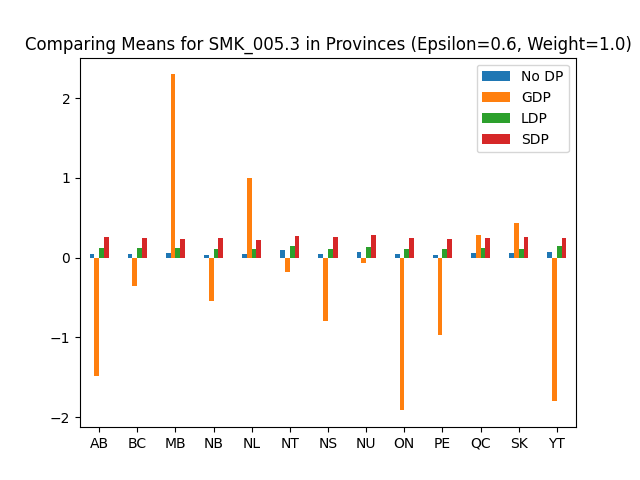 Comparing Means for SMK_005.3 in Provinces (Epsilon=0.6, Weight=1.0)
No DP
GDP
LDP
SDP
2
1
0
−1
−2
AB BC MB NB NL NT NS NU ON PE QC SK YT